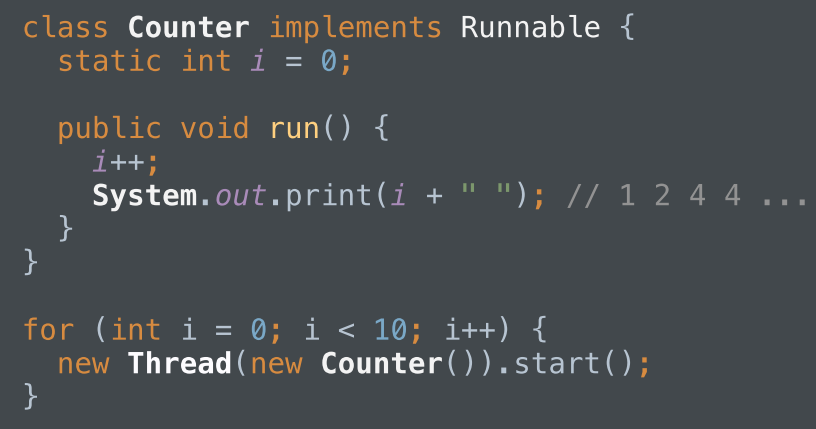 class Counter implements Runnable {
  static int i = 0;

  public void run() {
    i++;
    System.out.print(i + " "); // 1 2 4 4 ...
  }
}

for (int i = 0; i < 10; i++) {
  new Thread(new Counter()).start();
}